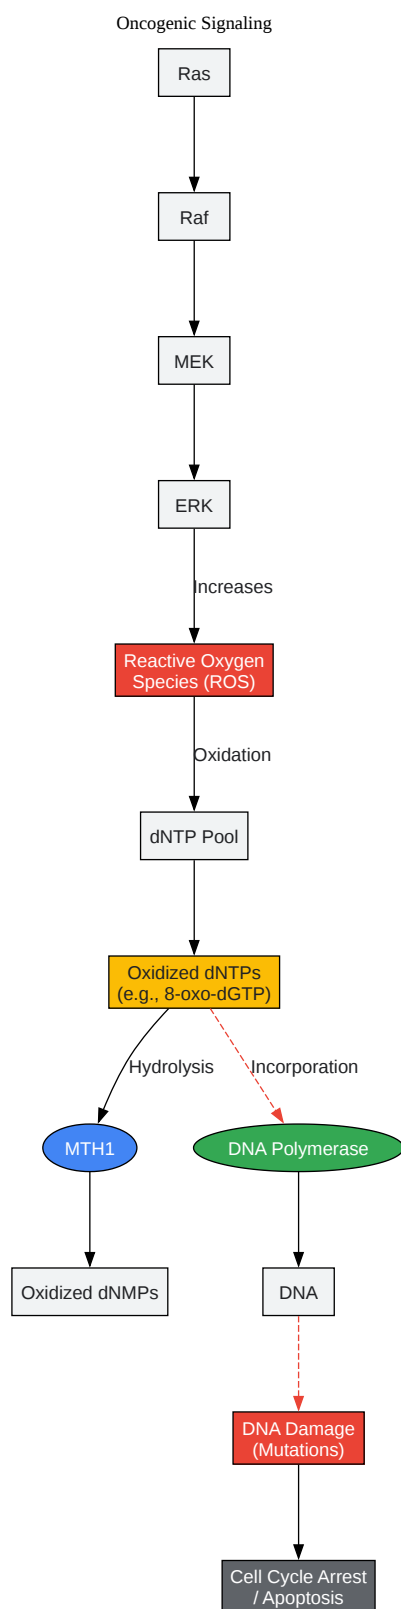 Oncogenic Signaling
Ras
Raf
MEK
ERK
Increases
Reactive Oxygen
Species (ROS)
Oxidation
dNTP Pool
Oxidized dNTPs
(e.g., 8-oxo-dGTP)
Hydrolysis
Incorporation
MTH1
DNA Polymerase
Oxidized dNMPs
DNA
DNA Damage
(Mutations)
Cell Cycle Arrest
/ Apoptosis